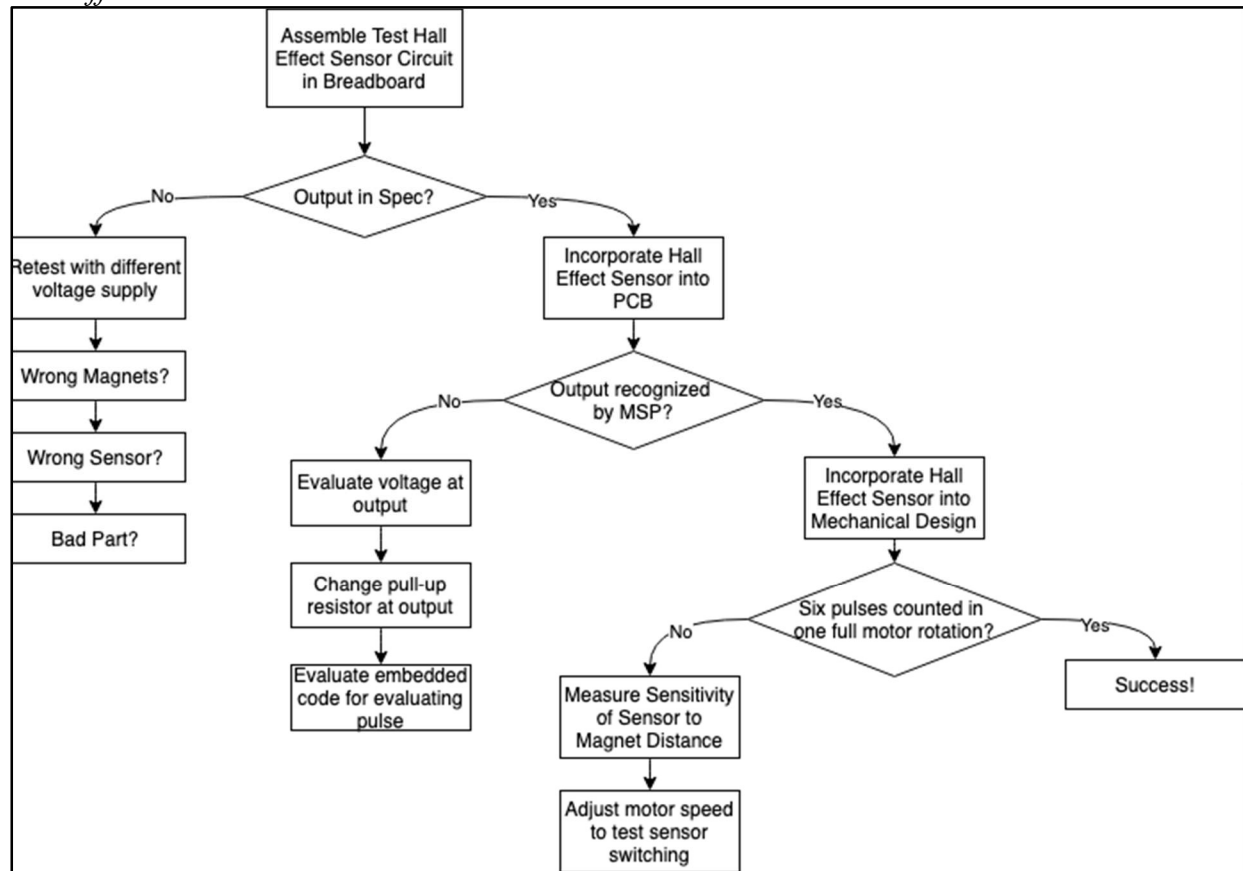 Assemble Test Hall
Effect Sensor Circuit
in Breadboard
Output in Spec?
No
Yes
Retest with different
voltage supply
Incorporate Hall
Effect Sensor into
PCB
Wrong Magnets?
Output recognized
by MSP?
No
Yes
Wrong Sensor?
Evaluate voltage at
output
Incorporate Hall
Effect Sensor into
Mechanical Design
Bad Part?
Change pull-up
resistor at output
Six pulses counted in
one full motor rotation?
No
Yes
Evaluate embedded
code for evaluating
pulse
Measure Sensitivity
of Sensor to
Magnet Distance
Success!
Adjust motor speed
to test sensor
switching